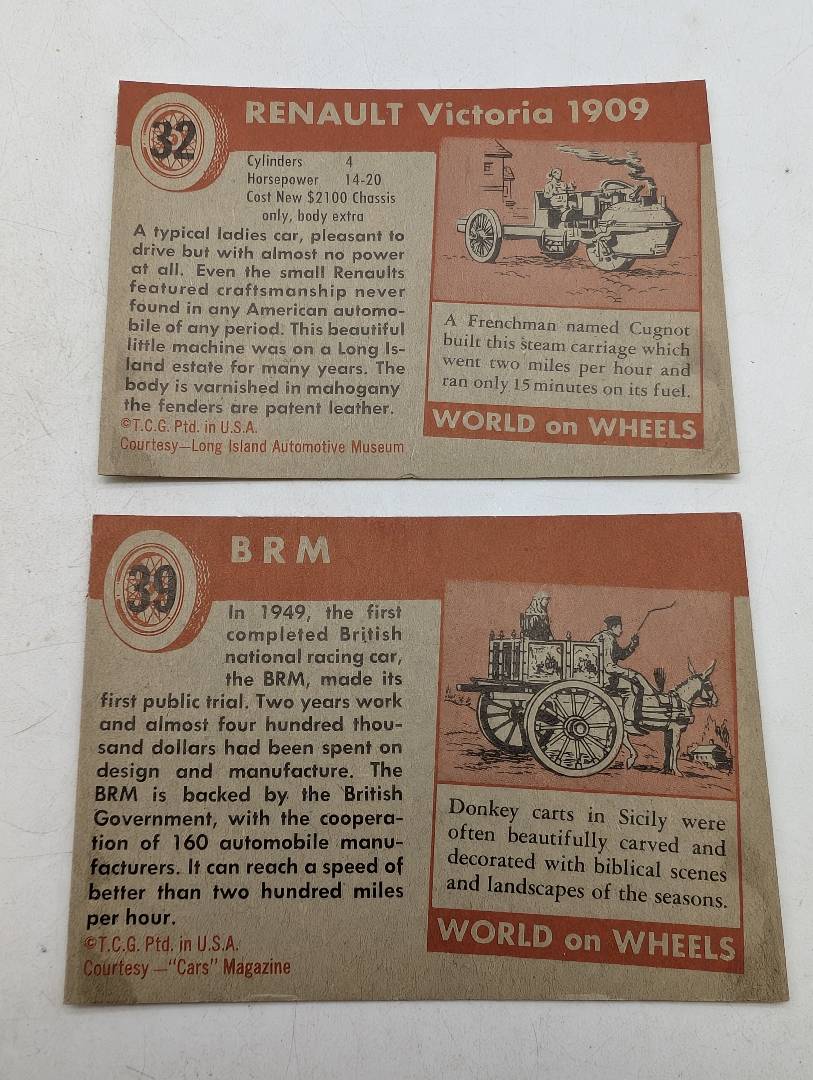 32
RENAULT Victoria 1909
Cylinders 4
Horsepower 14-20
Cost New $2100 Chassis
only, body extra
A typical ladies car, pleasant to
drive but with almost no power
at all. Even the small Renaults
featured craftsmanship never
found in any American automo-
bile of any period. This beautiful
little machine was on a Long Is-
land estate for many years. The
body is varnished in mahogany
the fenders are patent leather.
©T.C.G. Ptd. in U.S.A.
Courtesy—Long Island Automotive Museum
A Frenchman named Cugnot
built this steam carriage which
went two miles per hour and
ran only 15 minutes on its fuel.
WORLD on WHEELS
39
BRM
In 1949, the first
completed British
national racing car,
the BRM, made its
first public trial. Two years work
and almost four hundred thou-
sand dollars had been spent on
design and manufacture. The
BRM is backed by the British
Government, with the coopera-
tion of 160 automobile manu-
facturers. It can reach a speed of
better than two hundred miles
per hour.
©T.C.G. Ptd. in U.S.A.
Courtesy—"Cars" Magazine
Donkey carts in Sicily were
often beautifully carved and
decorated with biblical scenes
and landscapes of the seasons.
WORLD on WHEELS